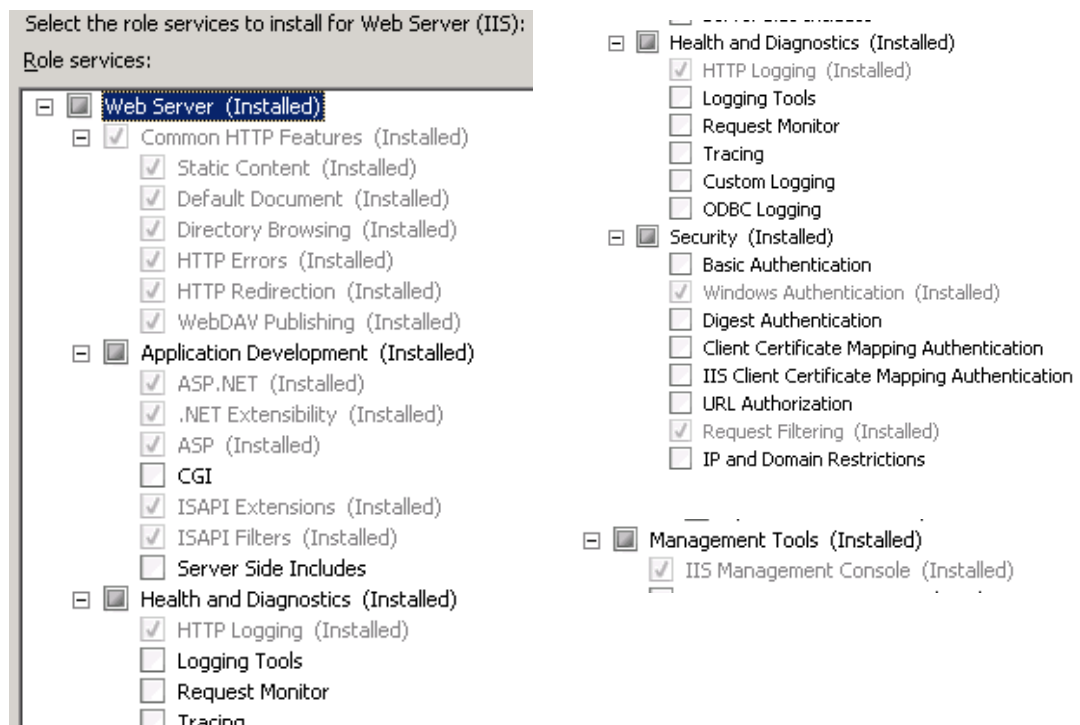 Select the role services to install for Web Server (IIS):
Role services:
Web Server (Installed)
Common HTTP Features (Installed)
Static Content (Installed)
Default Document (Installed)
Directory Browsing (Installed)
HTTP Errors (Installed)
HTTP Redirection (Installed)
WebDAV Publishing (Installed)
Application Development (Installed)
ASP.NET (Installed)
.NET Extensibility (Installed)
ASP (Installed)
CGI
ISAPI Extensions (Installed)
ISAPI Filters (Installed)
Server Side Includes
Health and Diagnostics (Installed)
HTTP Logging (Installed)
Logging Tools
Request Monitor
Tracing
Health and Diagnostics (Installed)
HTTP Logging (Installed)
Logging Tools
Request Monitor
Tracing
Custom Logging
ODBC Logging
Security (Installed)
Basic Authentication
Windows Authentication (Installed)
Digest Authentication
Client Certificate Mapping Authentication
IIS Client Certificate Mapping Authentication
URL Authorization
Request Filtering (Installed)
IP and Domain Restrictions
Management Tools (Installed)
IIS Management Console (Installed)